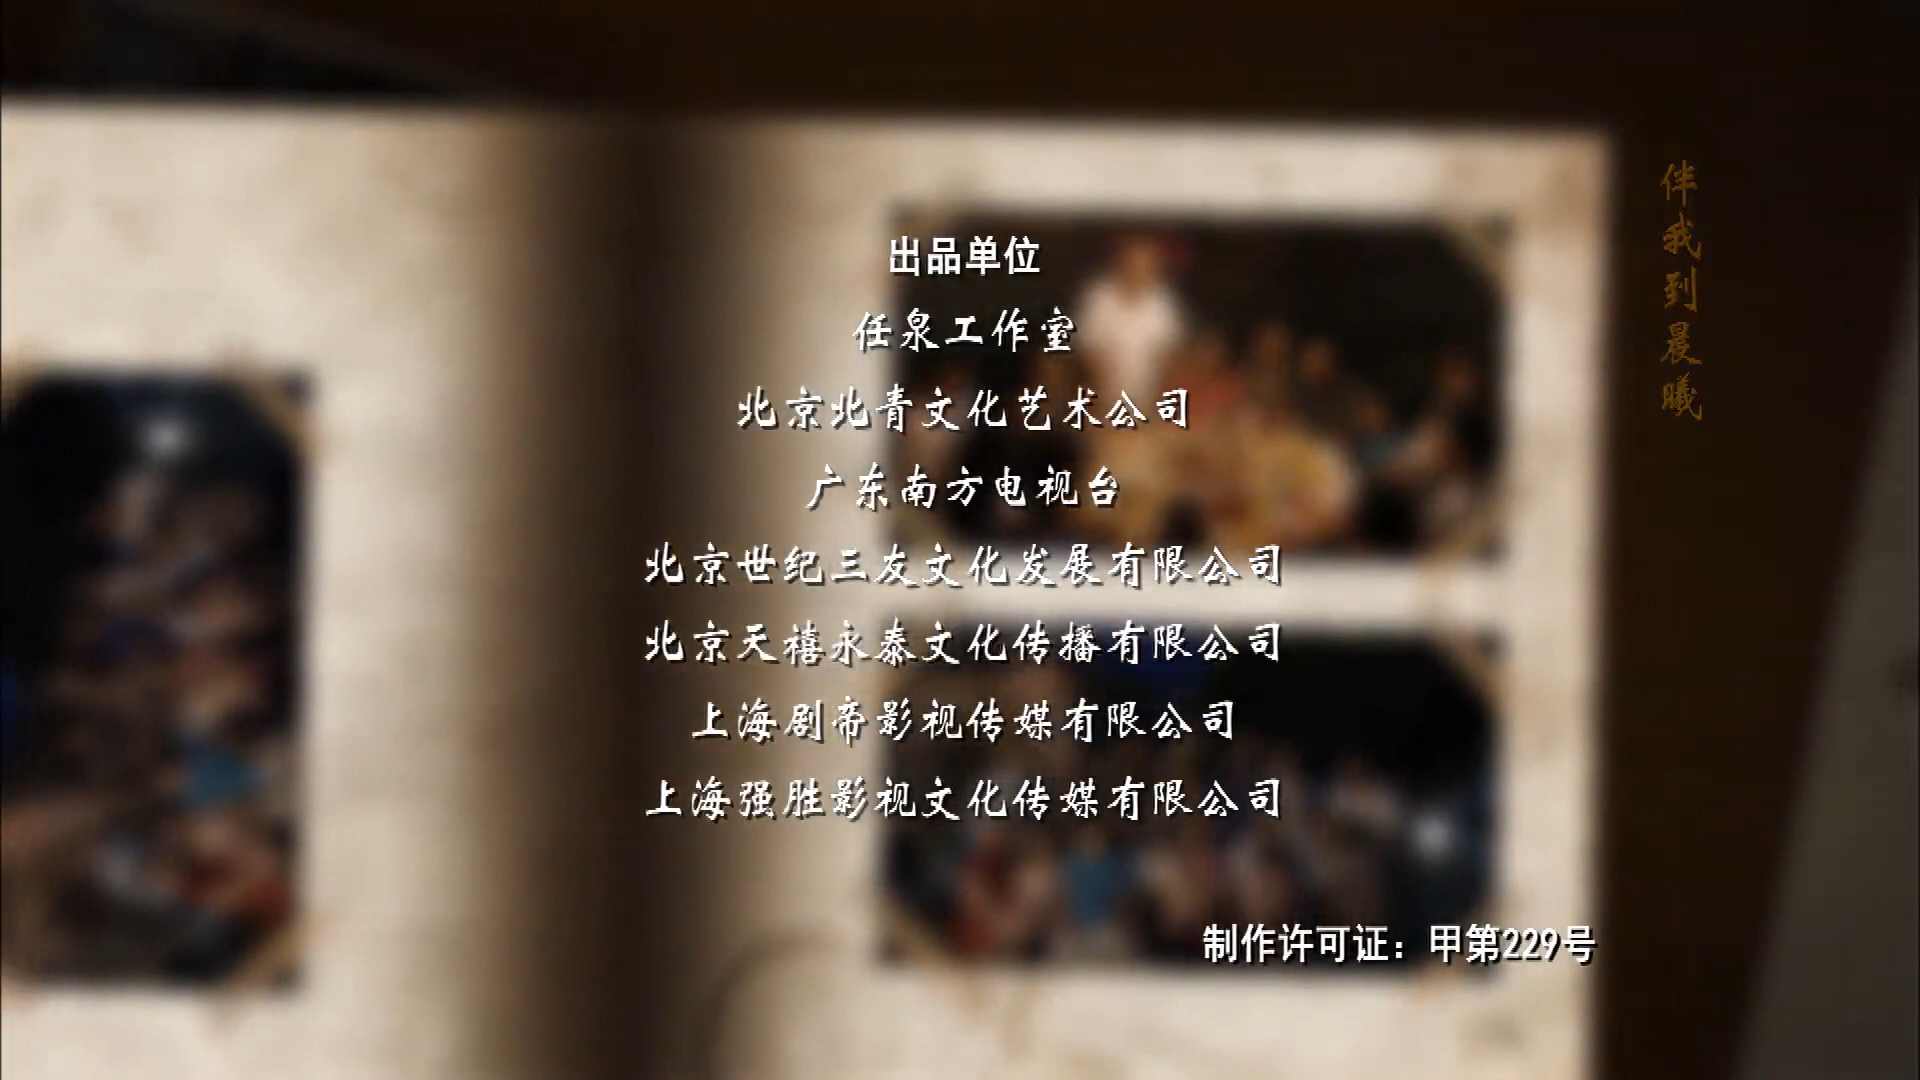 出品单位
任泉工作室
北京北青文化艺术公司
广东南方电视台
北京世纪三友文化发展有限公司
北京天禧永泰文化传播有限公司
上海剧帝影视传媒有限公司
上海强胜影视文化传媒有限公司
制作许可证：甲第229号
伴我到晨曦